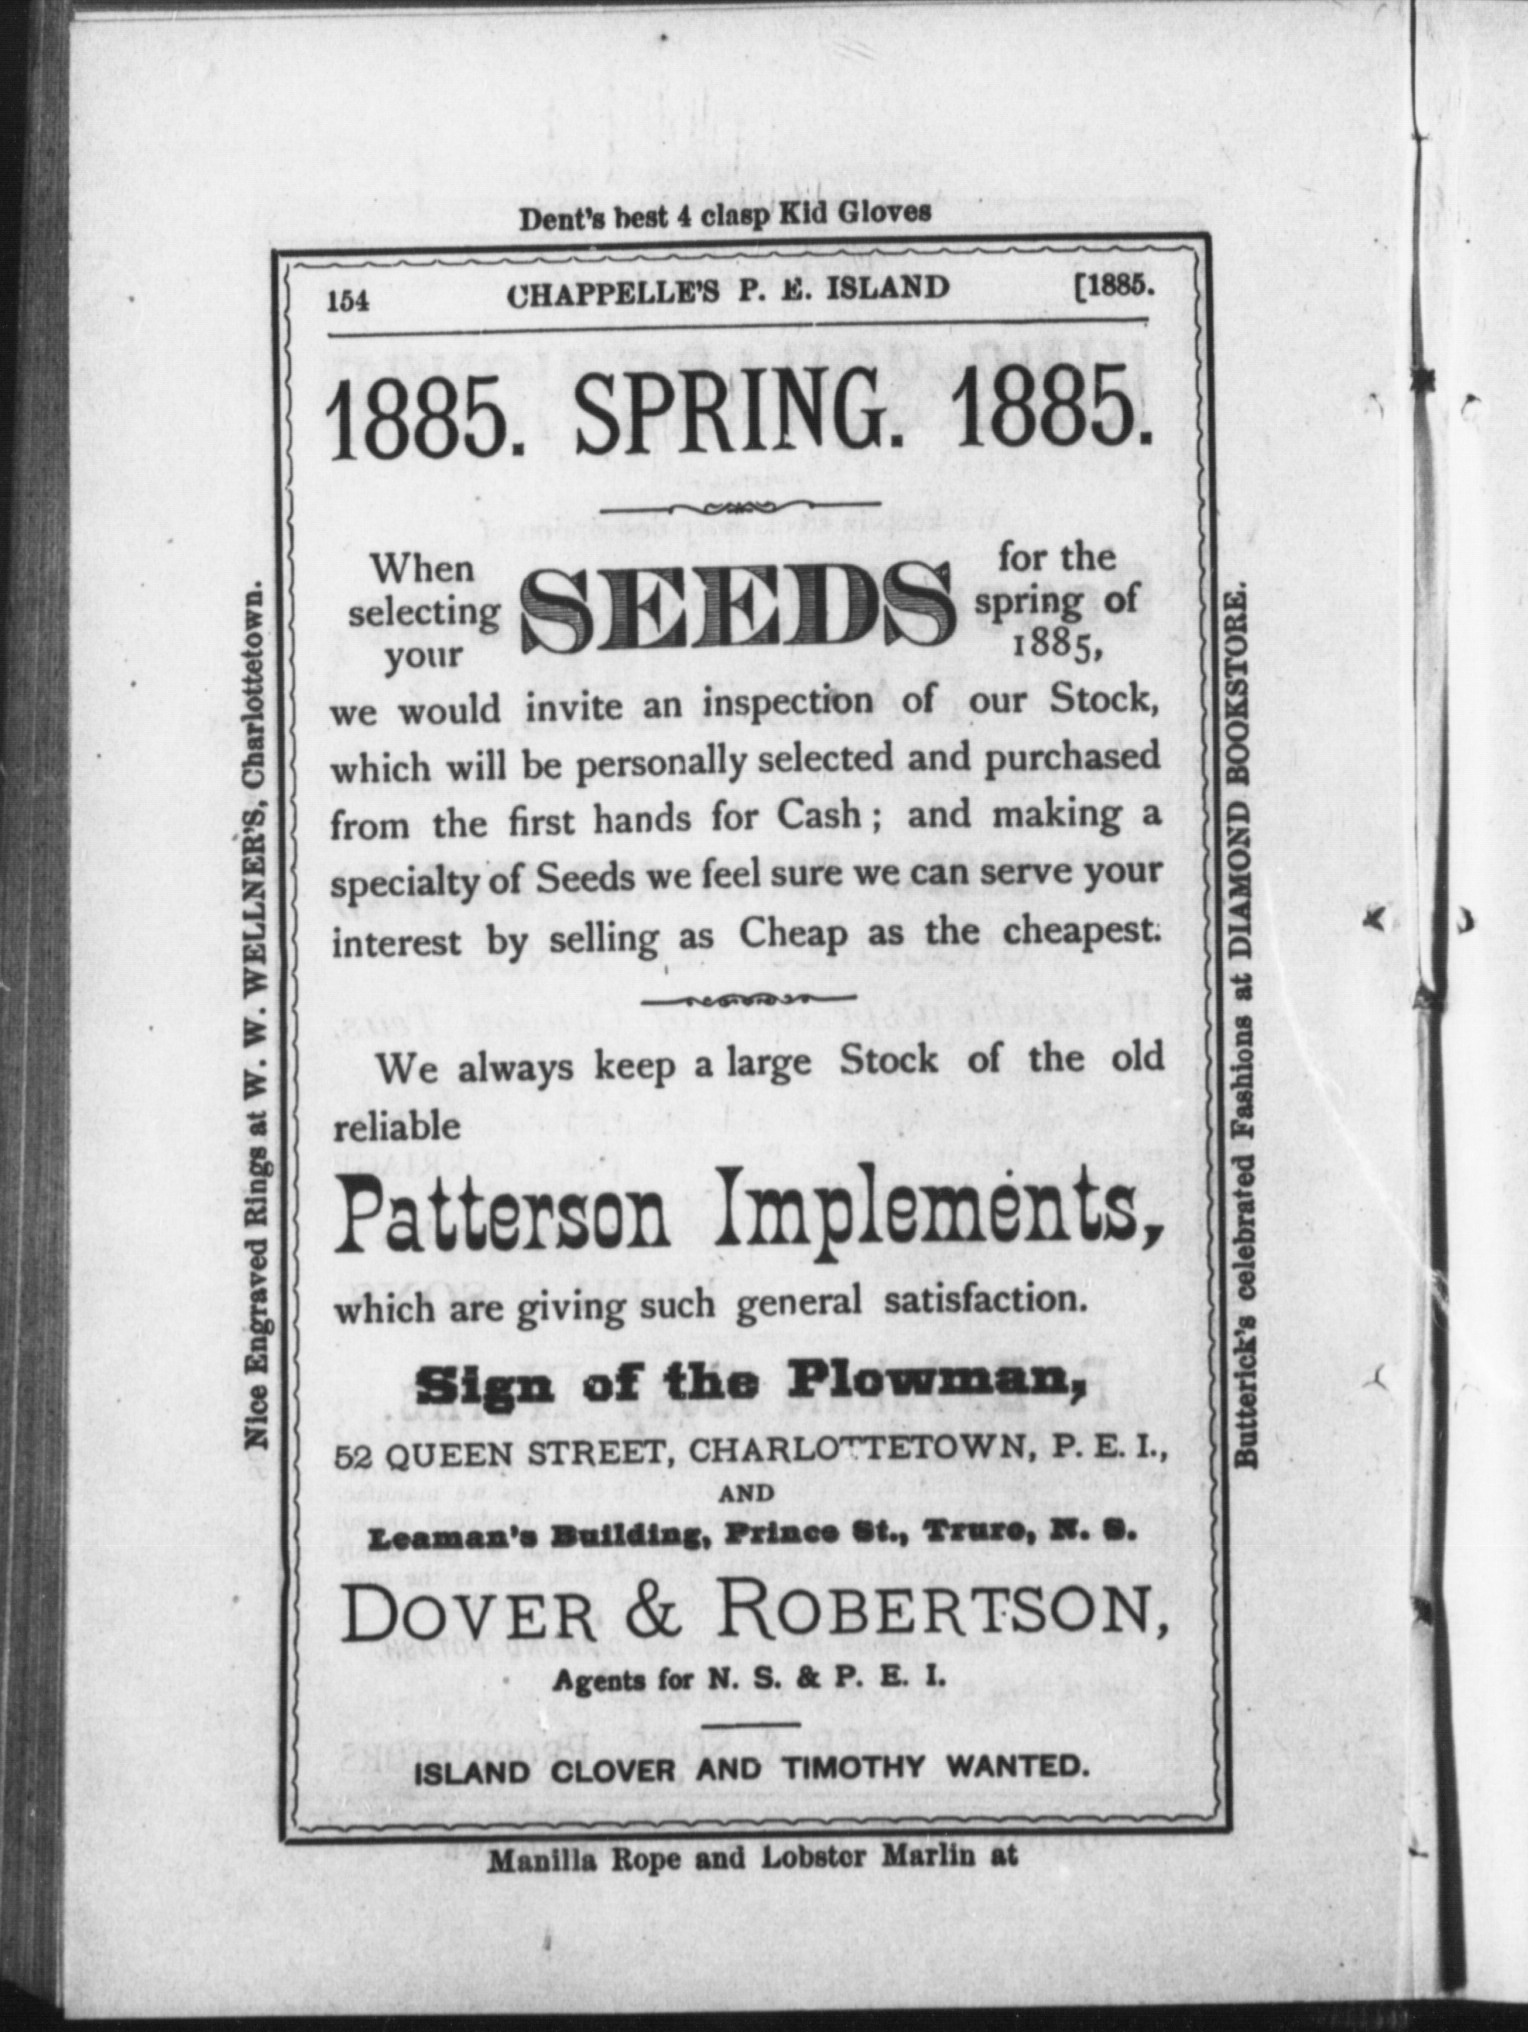 Dent's best 4 clasp Kid Gloves
154 CHAPPELLE'S P. E. ISLAND [1885.
1885. SPRING. 1885.
When selecting your SEEDS for the spring of 1885,
we would invite an inspection of our Stock,
which will be personally selected and purchased
from the first hands for Cash; and making a
specialty of Seeds we feel sure we can serve your
interest by selling as Cheap as the cheapest.
We always keep a large Stock of the old
reliable
Patterson Implements,
which are giving such general satisfaction.
Sign of the Plowman,
52 QUEEN STREET, CHARLOTTETOWN, P. E. I.,
AND
Leaman's Building, Prince St., Truro, N. S.
DOVER & ROBERTSON,
Agents for N. S. & P. E. I.
ISLAND CLOVER AND TIMOTHY WANTED.
Manilla Rope and Lobster Marlin at
Nice Engraved Rings at W. W. WELLNER'S, Charlottetown.
Butterick's celebrated Fashions at DIAMOND BOOKSTORE.